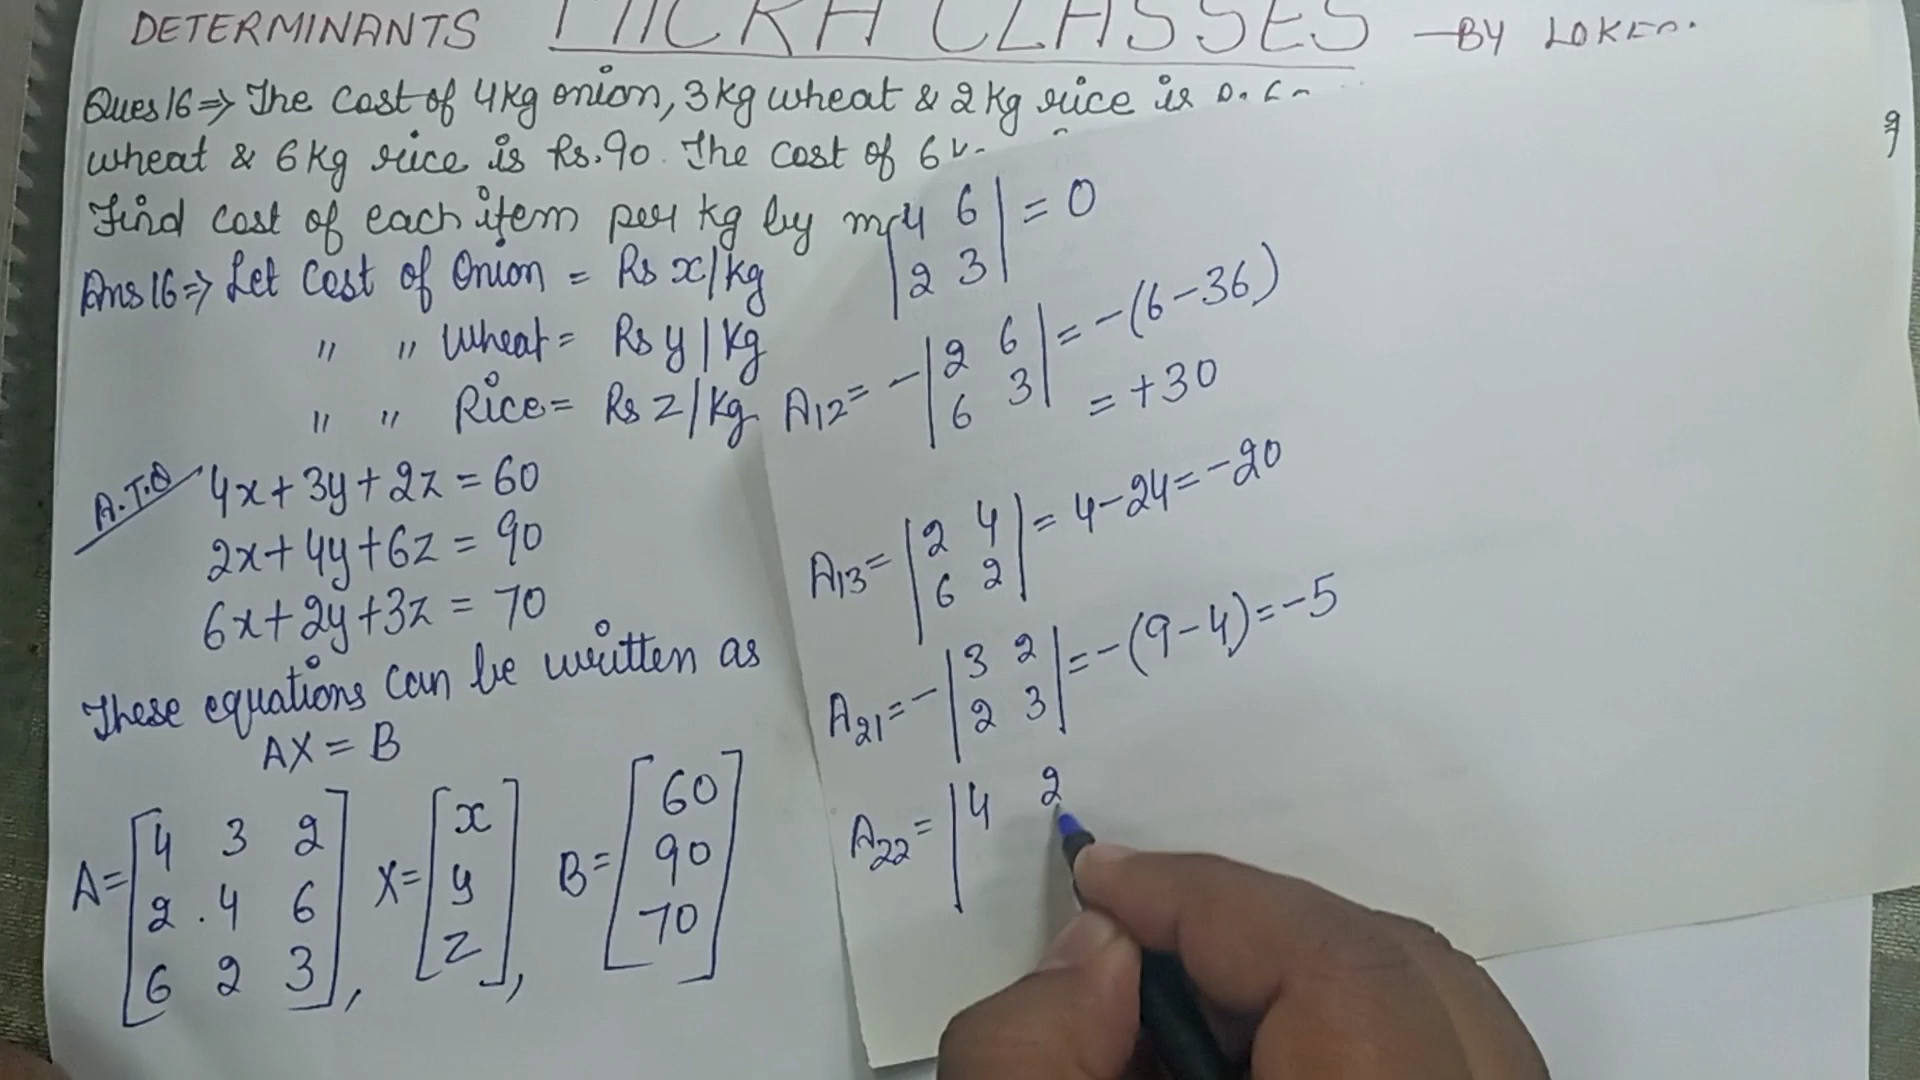 DETERMINANTS MICRA CLASSES - BY
Ques 16 ⇒ The cost of 4 kg onion, 3 kg wheat & 2 kg rice is
wheat & 6 kg rice is Rs. 90. The cost of 6
Find cost of each item per kg by
Ans 16 ⇒ Let Cost of Onion = Rs x/kg
" " Wheat = Rs y/kg
" " Rice = Rs z/kg
A.T.Q 4x + 3y + 2z = 60
2x + 4y + 6z = 90
6x + 2y + 3z = 70
These equations can be written as
AX = B
A = [4 3 2
2 . 4 6
6 2 3], X = [x
y
z], B = [60
90
70]
|4 6
2 3| = 0
A12 = -|2 6
6 3| = -(6-36)
= +30
A13 = |2 4
6 2| = 4-24 = -20
A21 = -|3 2
2 3| = -(9-4) = -5
A22 = |4 2